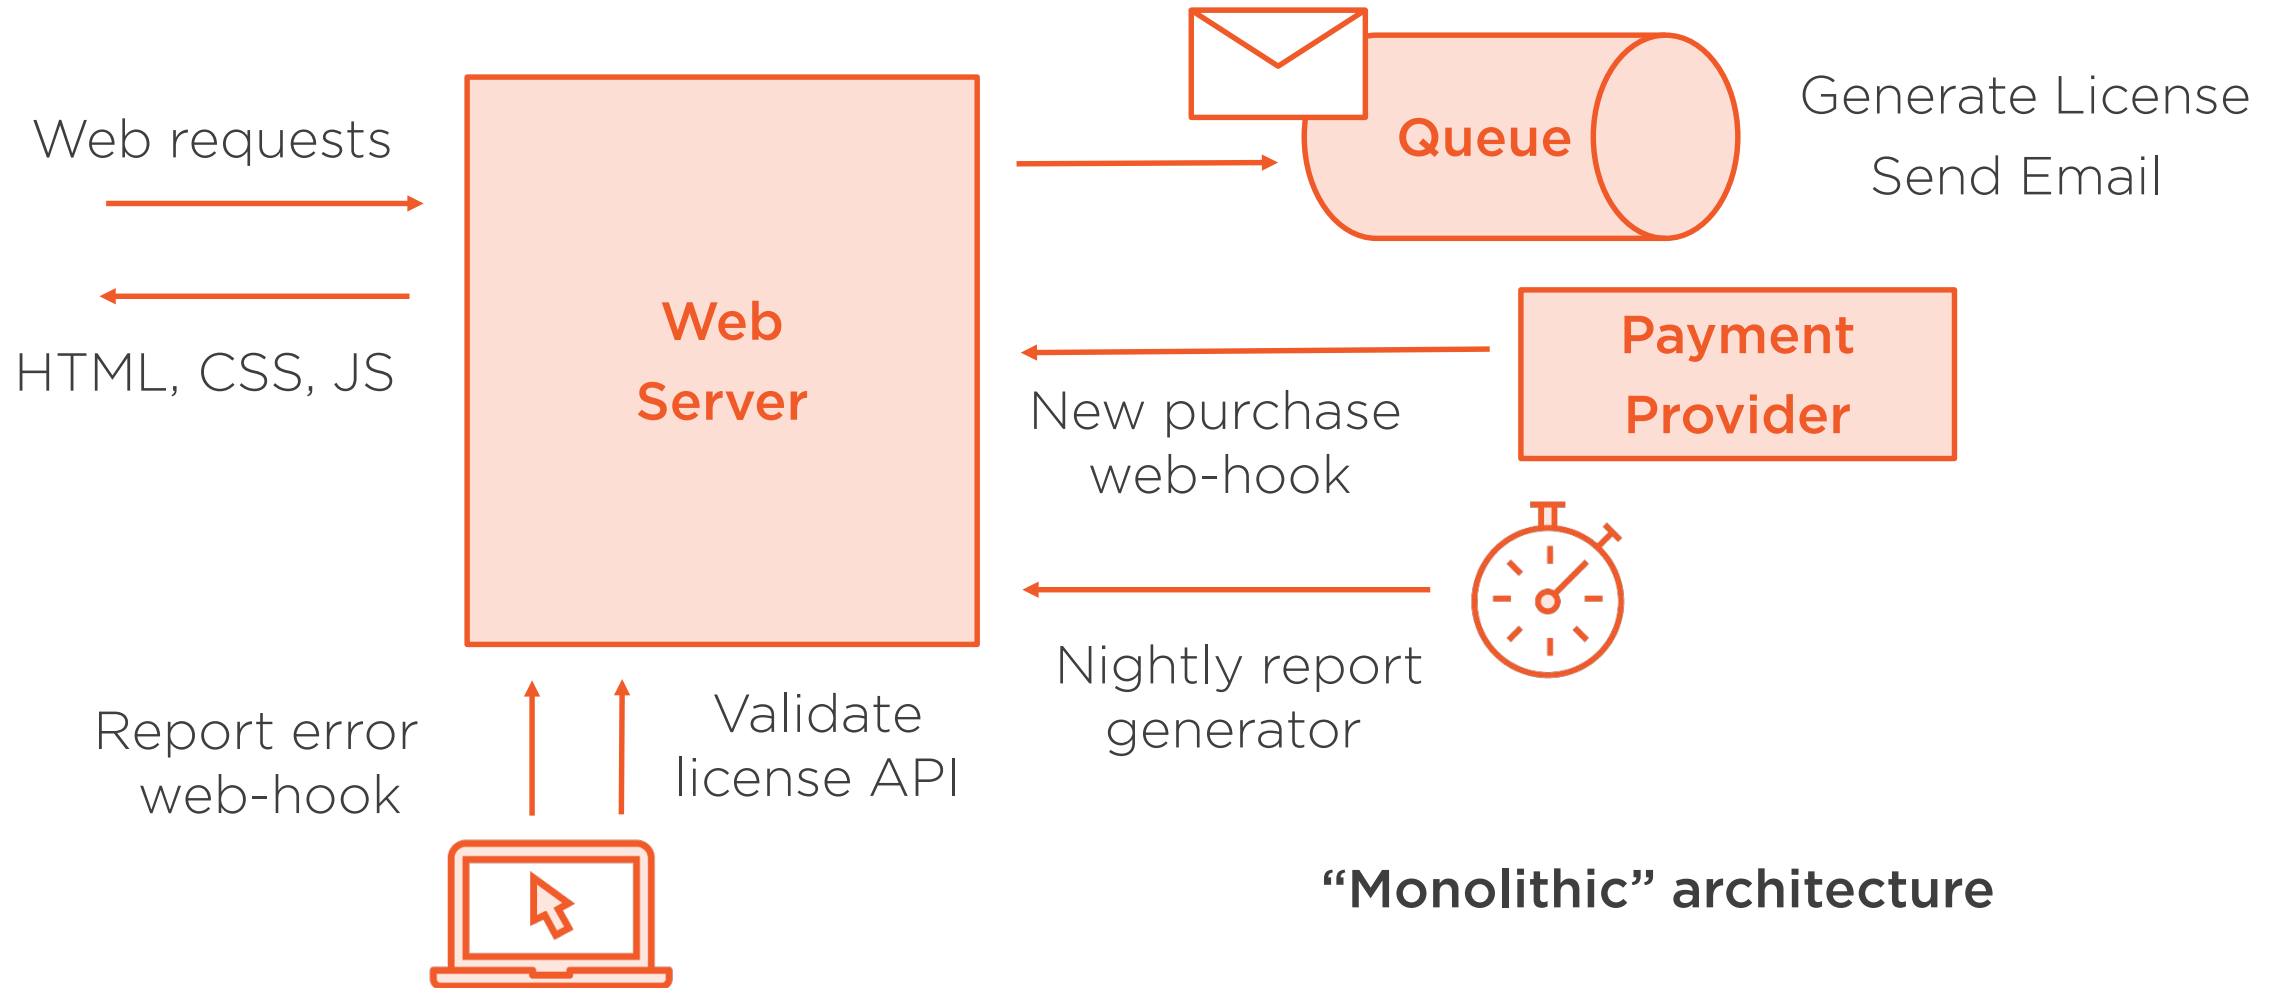 Web requests
HTML, CSS, JS
Web
Server
Queue
Generate License
Send Email
Payment
Provider
New purchase
web-hook
Nightly report
generator
Report error
web-hook
Validate
license API
“Monolithic” architecture